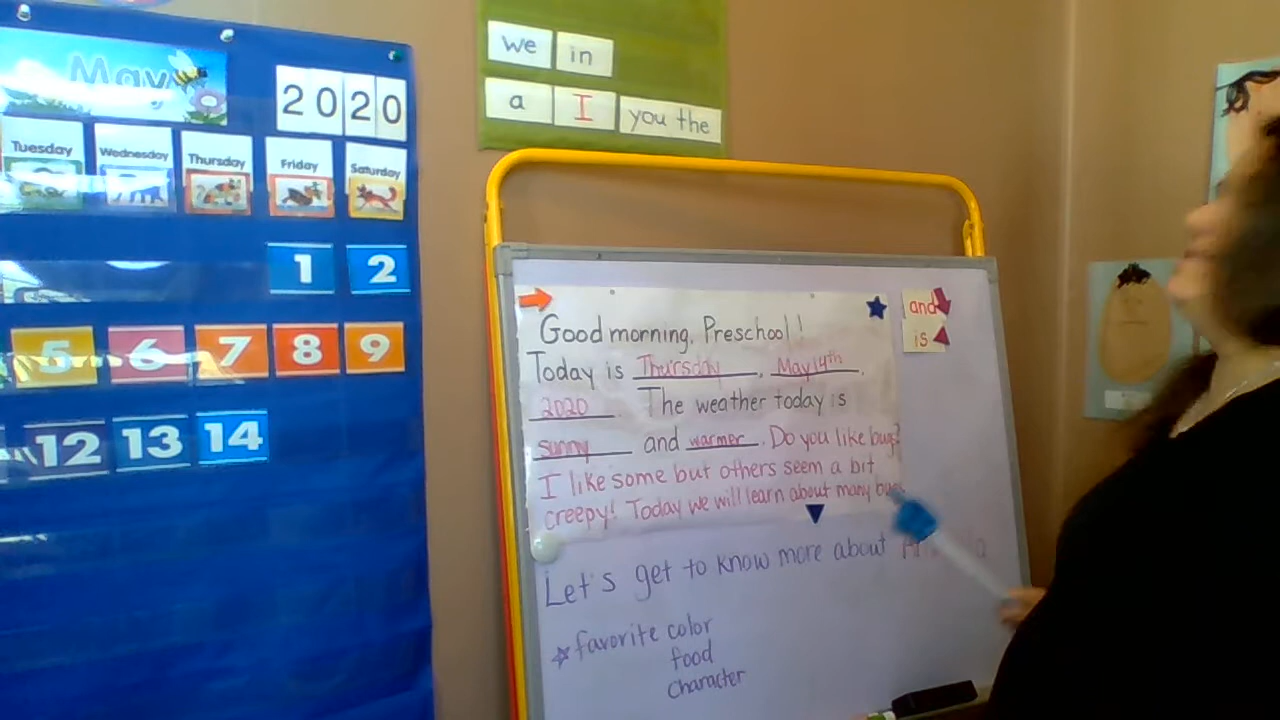 May
2020
Tuesday Wednesday Thursday Friday Saturday
1 2
5 6 7 8 9
12 13 14
we in
a I you the
Good morning, Preschool!
Today is Thursday, May 14th,
2020. The weather today is
sunny and warmer. Do you like bugs?
I like some but others seem a bit
creepy! Today we will learn about many bugs
and
is
Let's get to know more about
favorite color
food
character